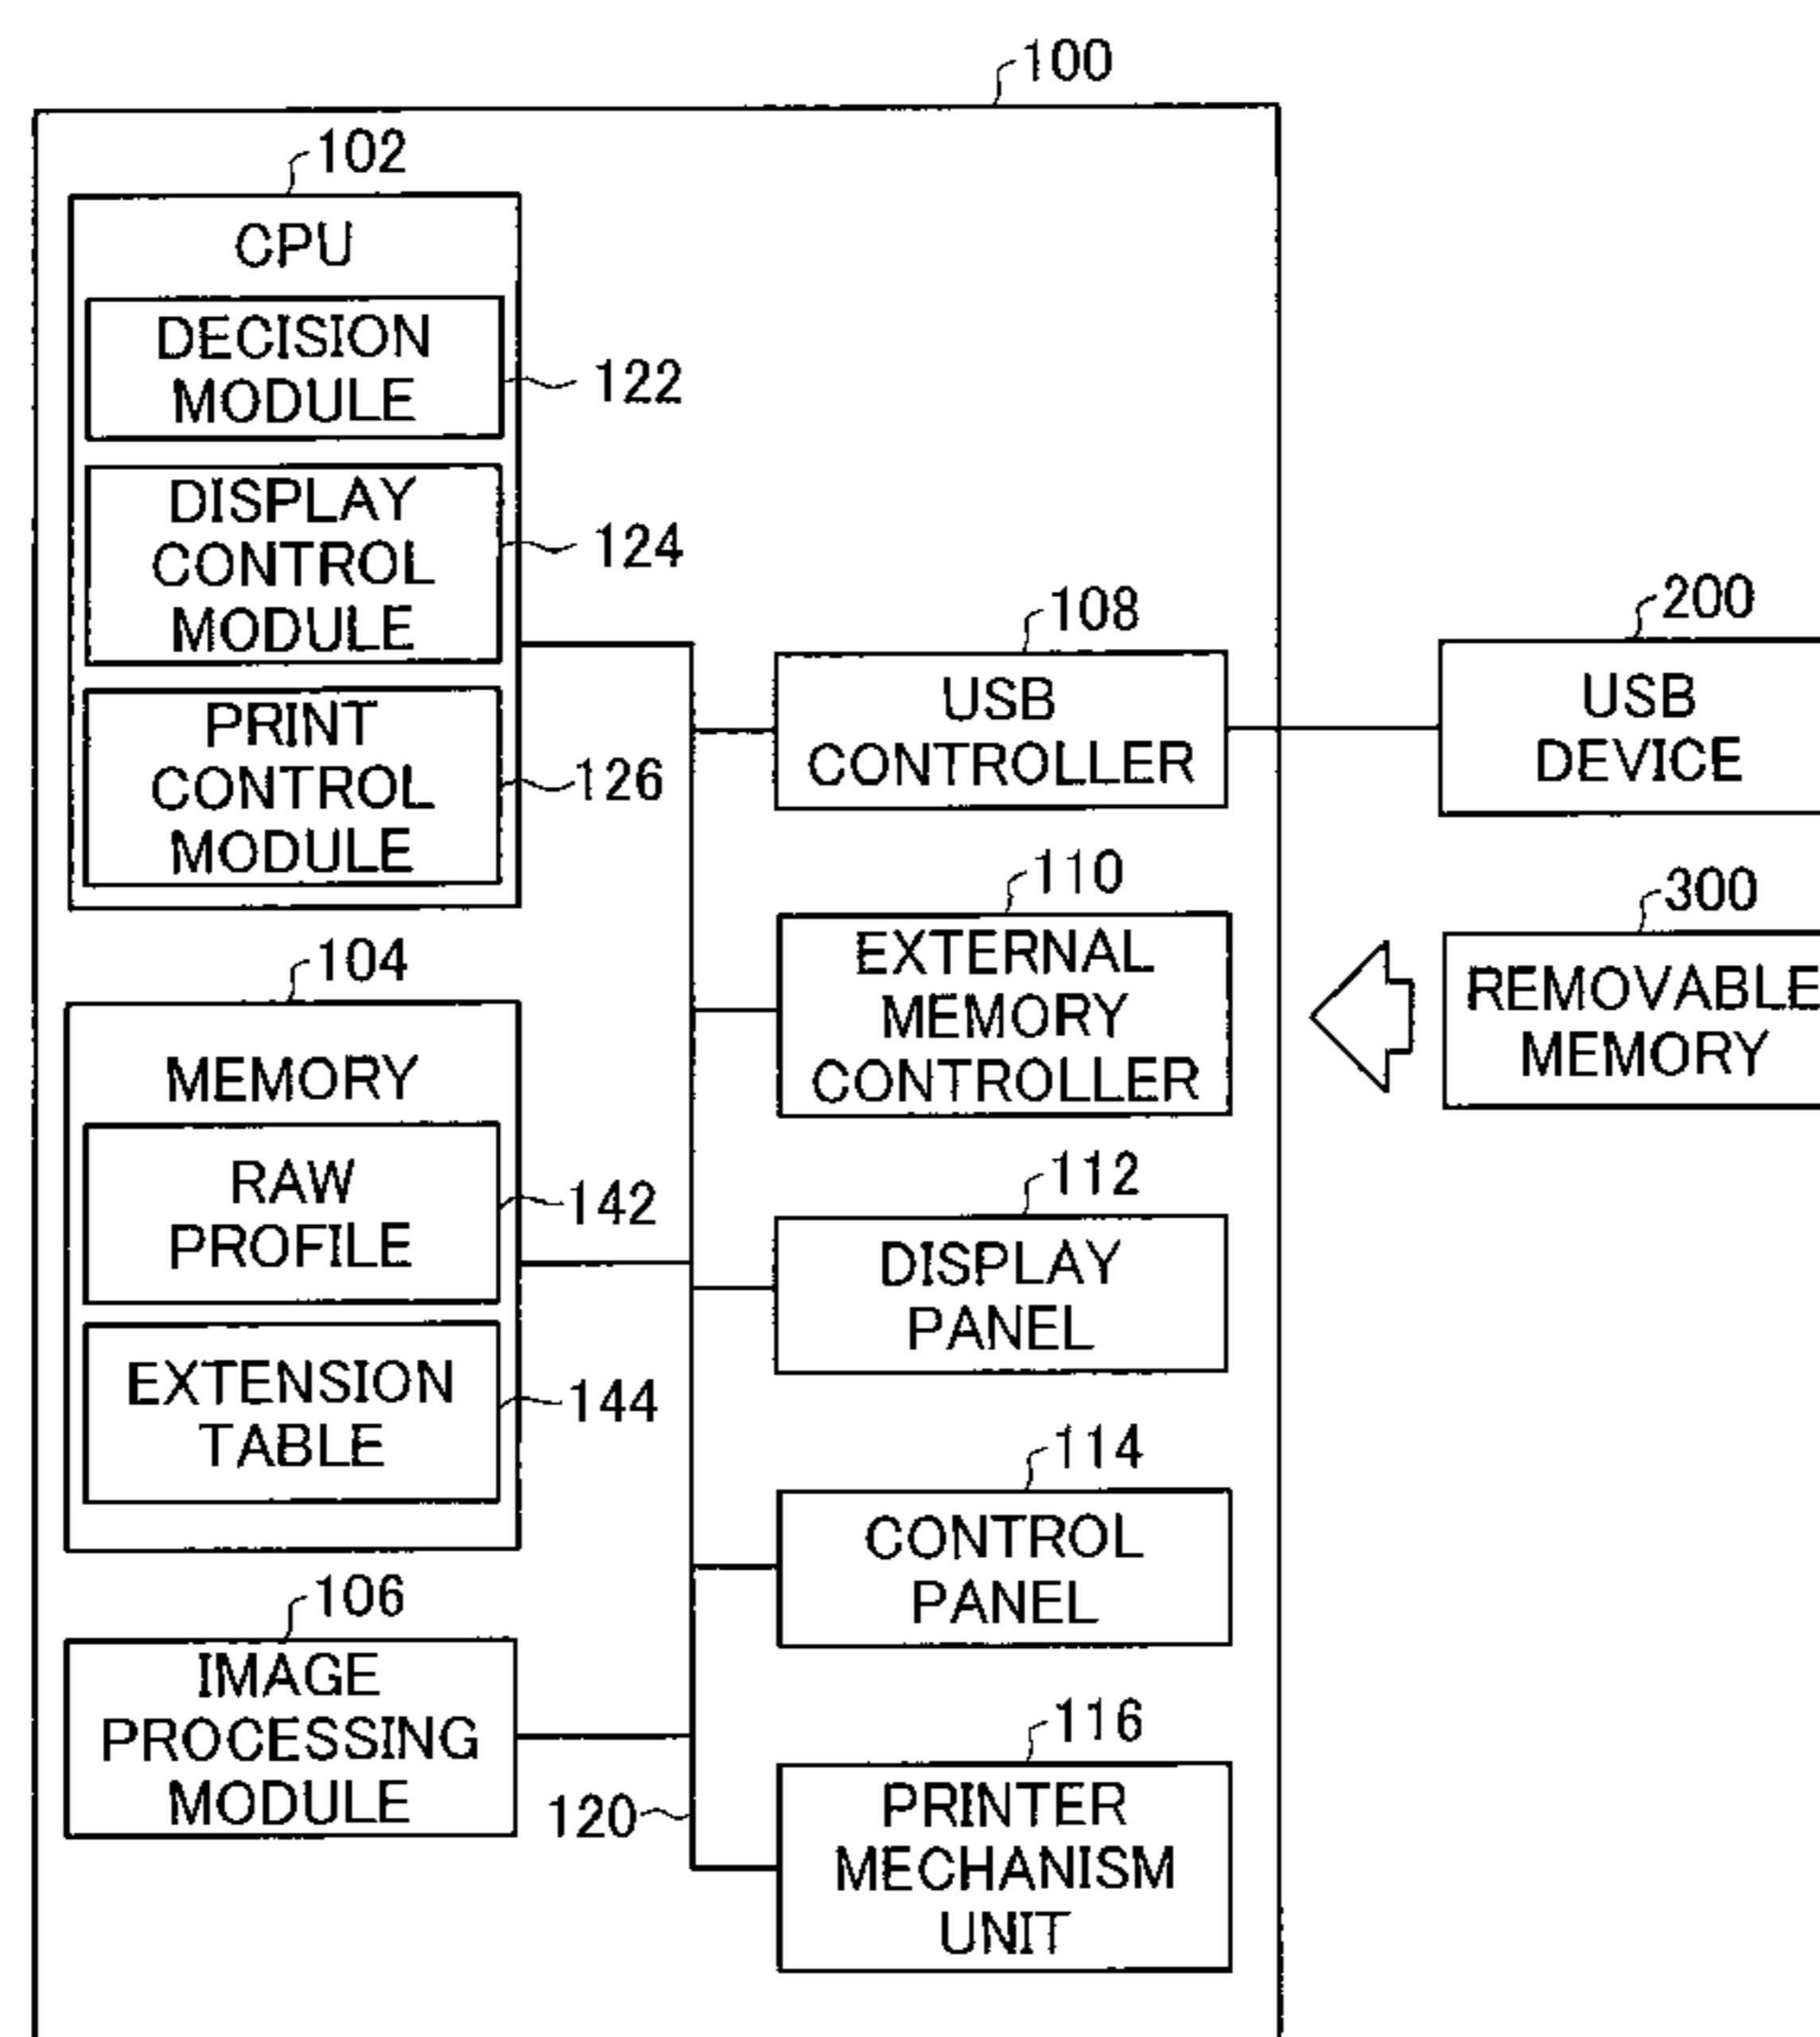 100
102
CPU
DECISION
MODULE
122
DISPLAY
CONTROL
MODULE
124
PRINT
CONTROL
MODULE
126
104
MEMORY
RAW
PROFILE
142
EXTENSION
TABLE
144
106
IMAGE
PROCESSING
MODULE
120
108
USB
CONTROLLER
110
EXTERNAL
MEMORY
CONTROLLER
112
DISPLAY
PANEL
114
CONTROL
PANEL
116
PRINTER
MECHANISM
UNIT
200
USB
DEVICE
300
REMOVABLE
MEMORY